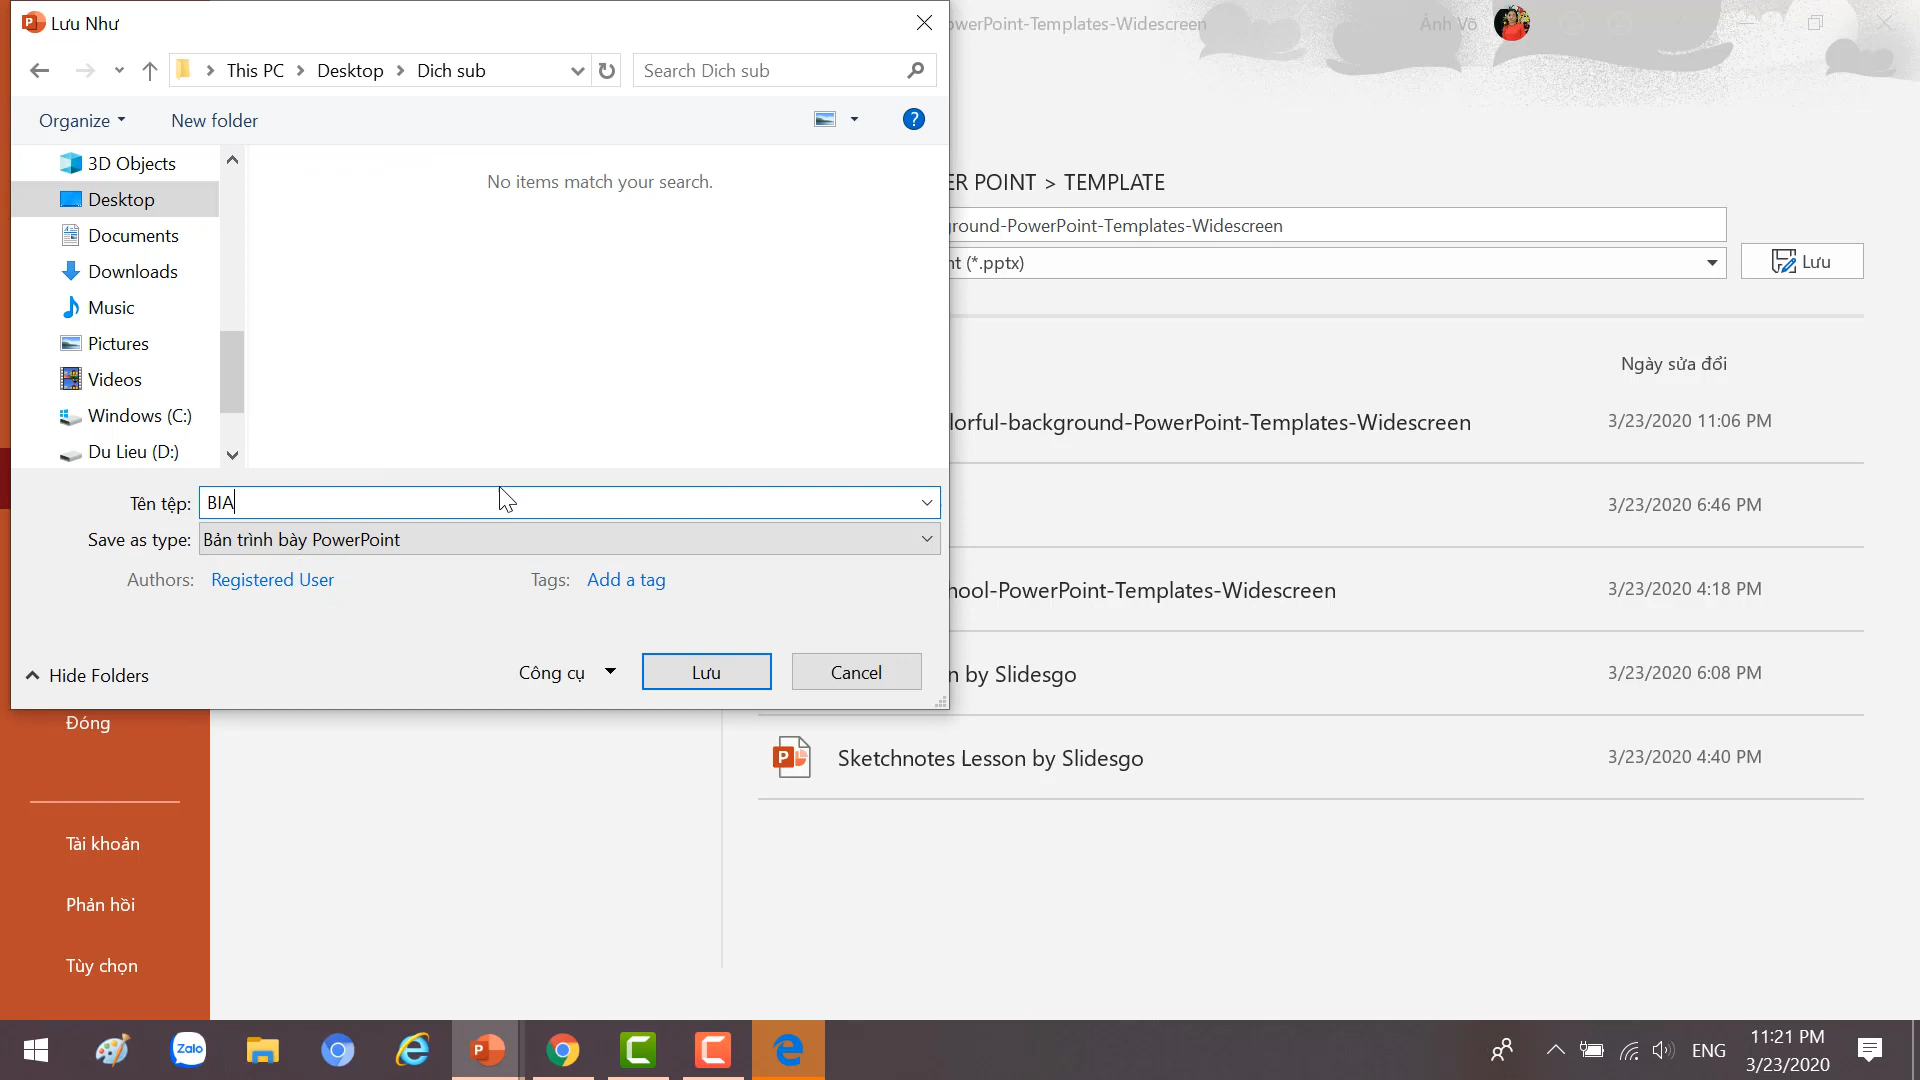 Lưu Như
owerPoint-Templates-Widescreen
Ánh Võ
This PC > Desktop > Dich sub
Search Dich sub
Organize
New folder
3D Objects
Desktop
Documents
Downloads
Music
Pictures
Videos
Windows (C:)
Du Lieu (D:)
No items match your search.
Tên tệp: BIA
Save as type: Bản trình bày PowerPoint
Authors: Registered User
Tags: Add a tag
Hide Folders
Công cụ
Lưu
Cancel
ER POINT > TEMPLATE
round-PowerPoint-Templates-Widescreen
nt (*.pptx)
Lưu
Ngày sửa đổi
lorful-background-PowerPoint-Templates-Widescreen
3/23/2020 11:06 PM
3/23/2020 6:46 PM
hool-PowerPoint-Templates-Widescreen
3/23/2020 4:18 PM
n by Slidesgo
3/23/2020 6:08 PM
Sketchnotes Lesson by Slidesgo
3/23/2020 4:40 PM
Đóng
Tài khoản
Phản hồi
Tùy chọn
Zalo
ENG
11:21 PM
3/23/2020